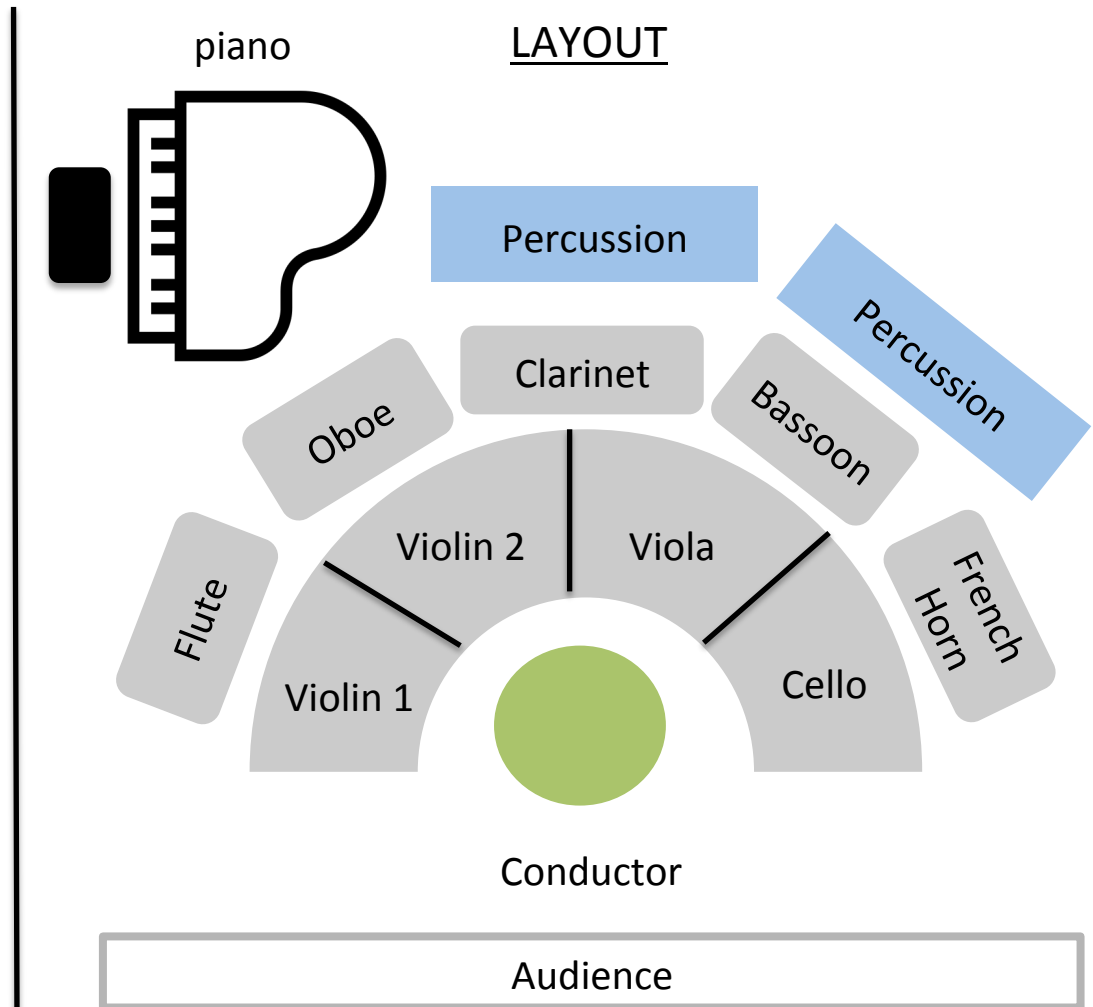 piano
LAYOUT
Percussion
Percussion
Clarinet
Oboe
Bassoon
Violin 2
Viola
Flute
French
Horn
Violin 1
Cello
Conductor
Audience